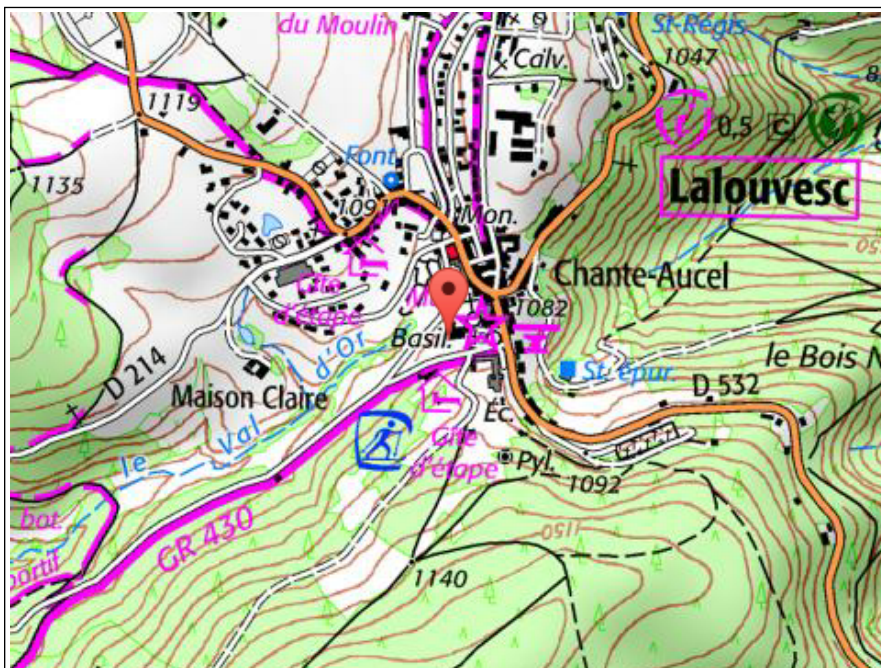 du Moulin
Calv.
St-Régis
1047
1119
0,5
C
Font.
1135
Lalouvesc
Mon.
Chante-Aucel
Gîte
d'étape
1082
Basil.
D 214
le Val d'Or
Maison Claire
St. épur.
le Bois
D 532
Éc.
Gîte
d'étape
Pyl.
1092
bot.
GR 430
1150
1140